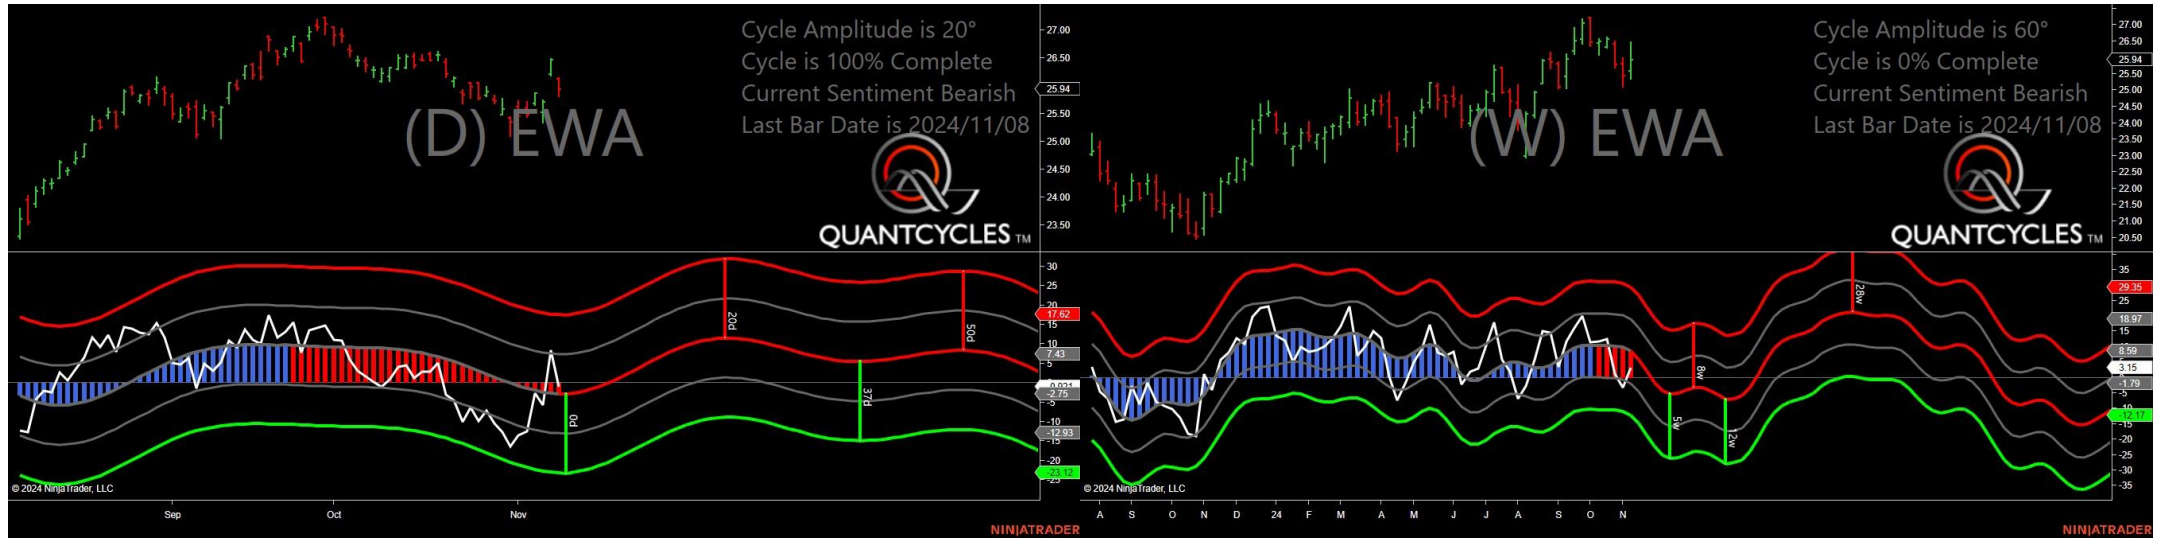 Cycle Amplitude is 20°
Cycle is 100% Complete
Current Sentiment Bearish
Last Bar Date is 2024/11/08
(D) EWA
QUANTCYCLES TM
27.00
26.50
25.94
25.50
25.00
24.50
24.00
23.50
30
25
20
17.62
15
10
7.43
5
-2.75
-5
-12.93
-15
-20
-23.12
-25
20d
50d
37d
0d
© 2024 NinjaTrader, LLC
Sep
Oct
Nov
NINJATRADER
Cycle Amplitude is 60°
Cycle is 0% Complete
Current Sentiment Bearish
Last Bar Date is 2024/11/08
(W) EWA
QUANTCYCLES TM
27.00
26.50
25.94
25.50
25.00
24.50
24.00
23.50
23.00
22.50
22.00
21.50
21.00
20.50
35
29.35
25
18.97
15
8.59
3.15
-1.79
-5
-12.17
-15
-20
-25
-30
-35
28w
8w
5w
12w
© 2024 NinjaTrader, LLC
A
S
O
N
D
24
F
M
A
M
J
J
A
S
O
N
NINJATRADER